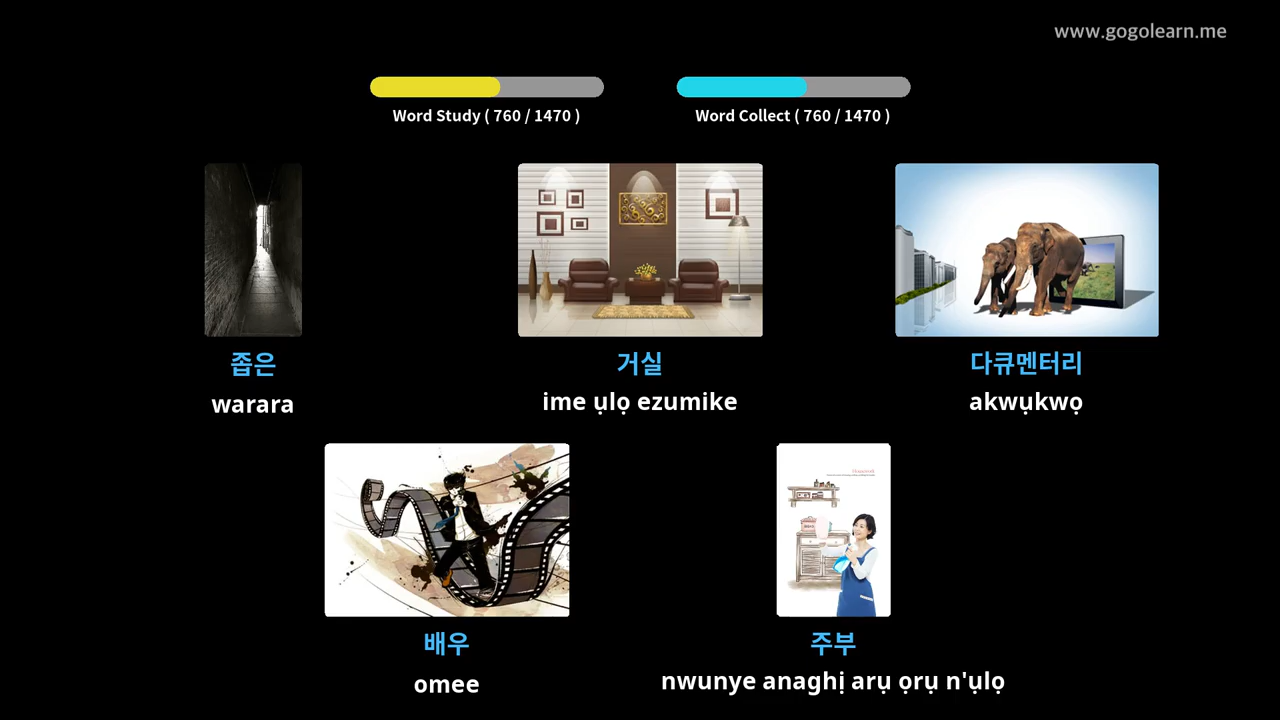 www.gogolearn.me
Word Study ( 760 / 1470 )
Word Collect ( 760 / 1470 )
좁은
warara
거실
ime ụlọ ezumike
다큐멘터리
akwụkwọ
배우
omee
주부
nwunye anaghị arụ ọrụ n'ụlọ